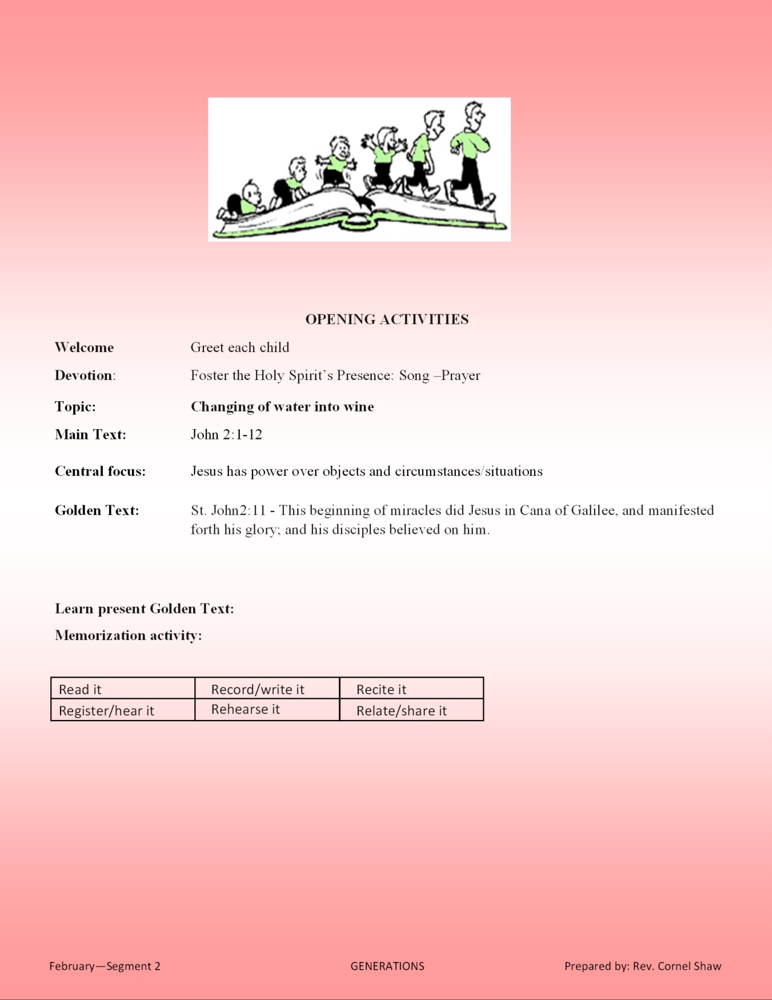 OPENING ACTIVITIES
Welcome Greet each child
Devotion: Foster the Holy Spirit’s Presence: Song –Prayer
Topic: Changing of water into wine
Main Text: John 2:1-12
Central focus: Jesus has power over objects and circumstances/situations
Golden Text: St. John2:11 - This beginning of miracles did Jesus in Cana of Galilee, and manifested
forth his glory; and his disciples believed on him.
Learn present Golden Text:
Memorization activity:
Read it Record/write it Recite it
Register/hear it Rehearse it Relate/share it
February—Segment 2 GENERATIONS Prepared by: Rev. Cornel Shaw